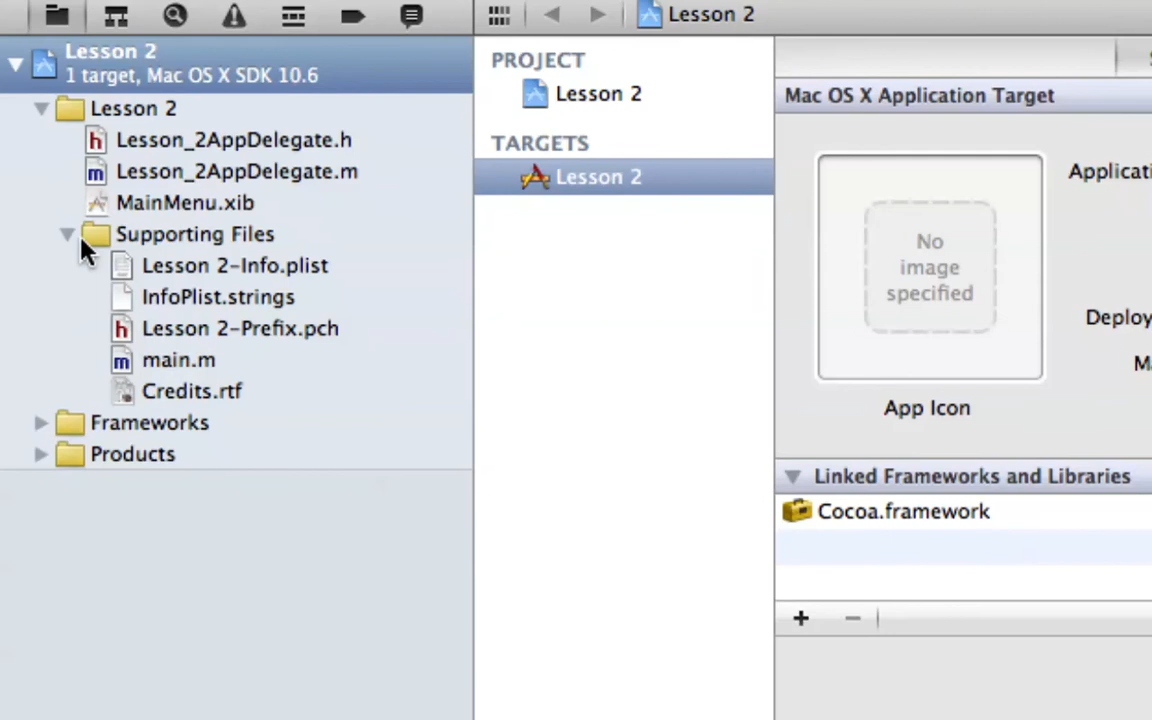 Lesson 2
1 target, Mac OS X SDK 10.6
Lesson 2
Lesson_2AppDelegate.h
Lesson_2AppDelegate.m
MainMenu.xib
Supporting Files
Lesson 2-Info.plist
InfoPlist.strings
Lesson 2-Prefix.pch
main.m
Credits.rtf
Frameworks
Products
Lesson 2
PROJECT
Lesson 2
TARGETS
Lesson 2
Mac OS X Application Target
No
image
specified
App Icon
Linked Frameworks and Libraries
Cocoa.framework